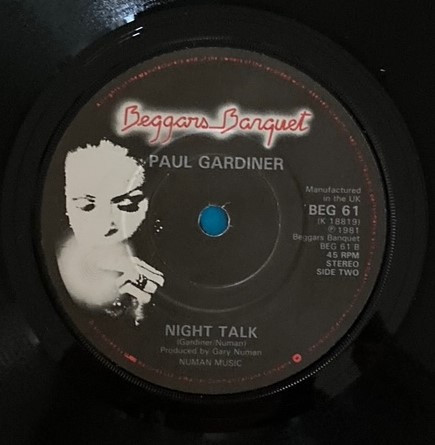 Beggars Banquet
PAUL GARDINER
Manufactured
in the UK
BEG 61
(K 18819)
℗ 1981
Beggars Banquet
BEG 61 B
45 RPM
STEREO
SIDE TWO
NIGHT TALK
(Gardiner/Numan)
Produced by Gary Numan
NUMAN MUSIC